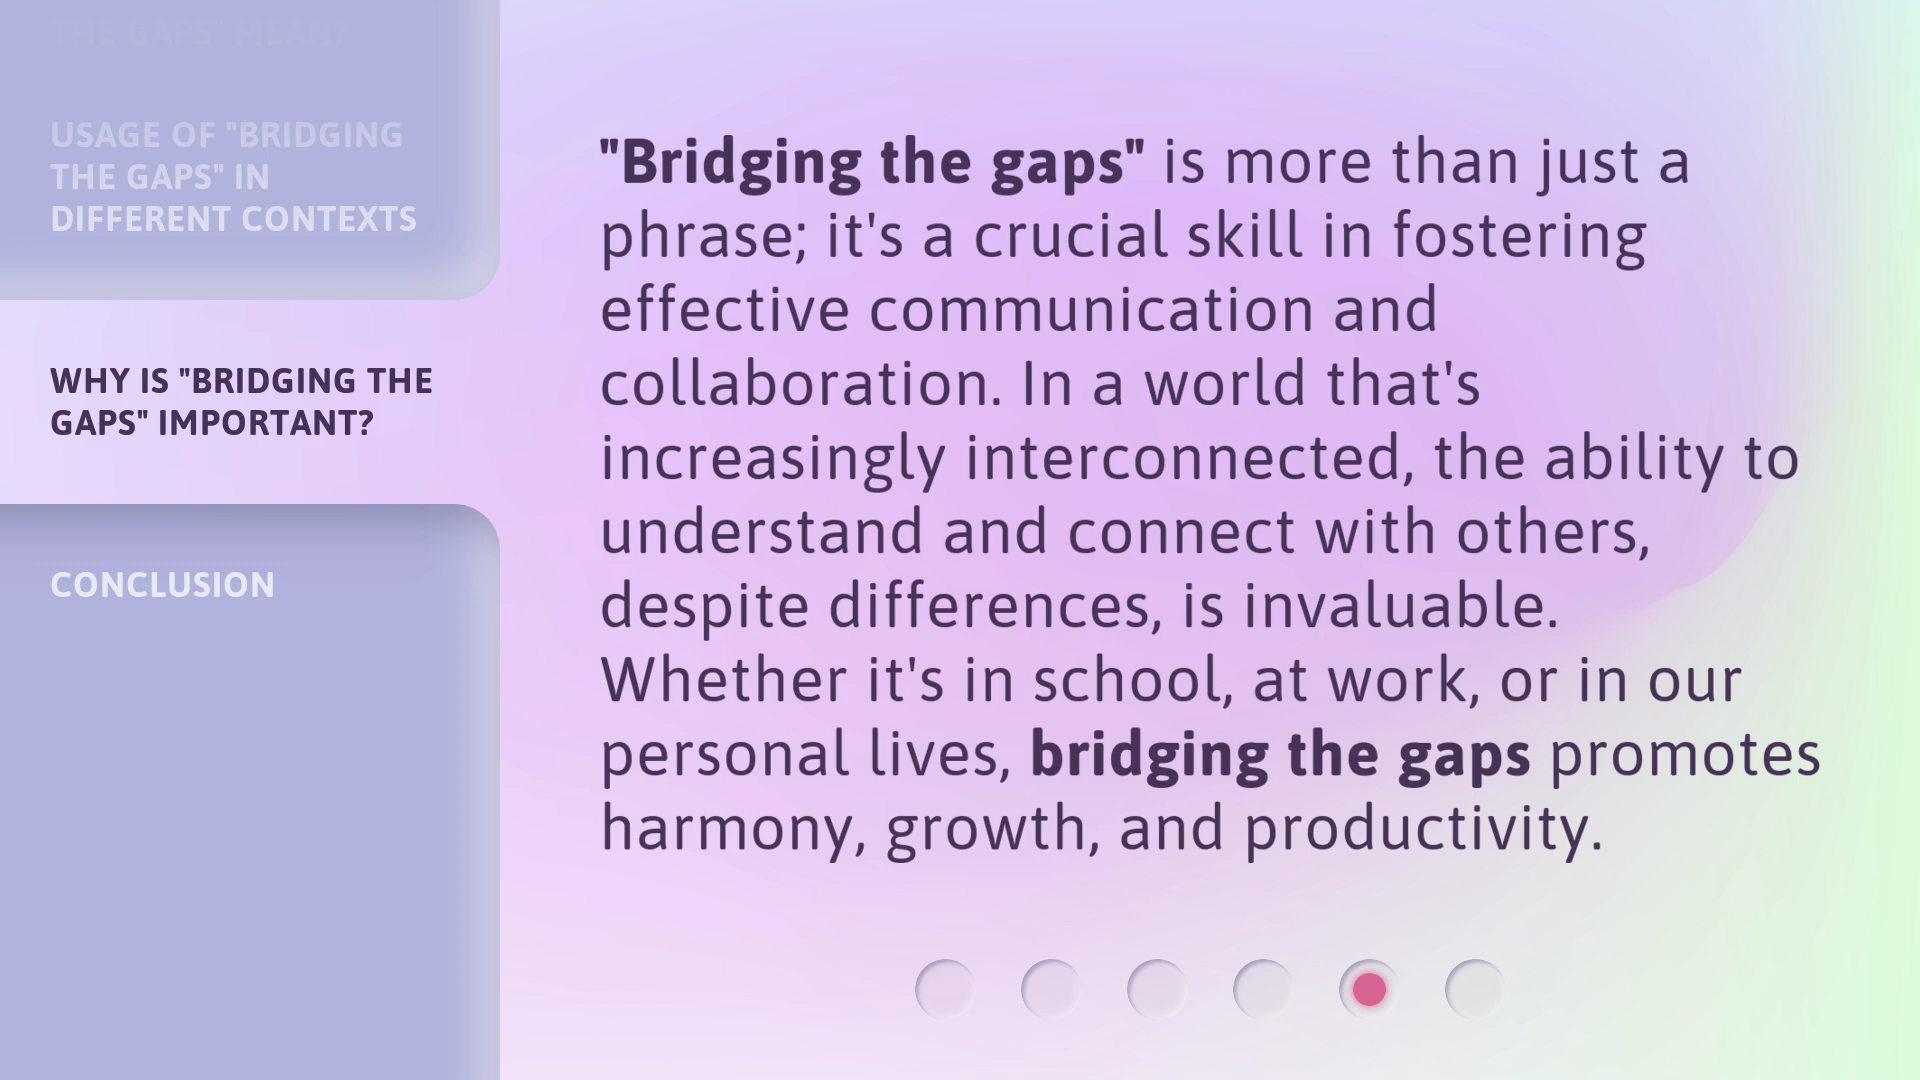 THE GAPS" MEAN?
USAGE OF "BRIDGING
THE GAPS" IN
DIFFERENT CONTEXTS
WHY IS "BRIDGING THE
GAPS" IMPORTANT?
CONCLUSION
"Bridging the gaps" is more than just a
phrase; it's a crucial skill in fostering
effective communication and
collaboration. In a world that's
increasingly interconnected, the ability to
understand and connect with others,
despite differences, is invaluable.
Whether it's in school, at work, or in our
personal lives, bridging the gaps promotes
harmony, growth, and productivity.